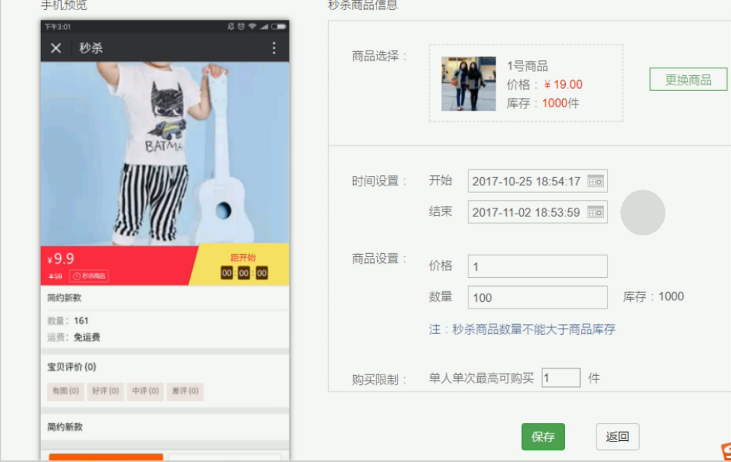 手机预览
下午3:01
秒杀
BATMA
¥9.9
¥59 秒杀商品
距开始
00:00:00
简约新款
数量：161
运费：免运费
宝贝评价(0)
有图(0) 好评(0) 中评(0) 差评(0)
简约新款
秒杀商品信息
商品选择：
1号商品
价格：¥19.00
库存：1000件
更换商品
时间设置：
开始 2017-10-25 18:54:17
结束 2017-11-02 18:53:59
商品设置：
价格 1
数量 100 库存：1000
注：秒杀商品数量不能大于商品库存
购买限制： 单人单次最高可购买 1 件
保存 返回